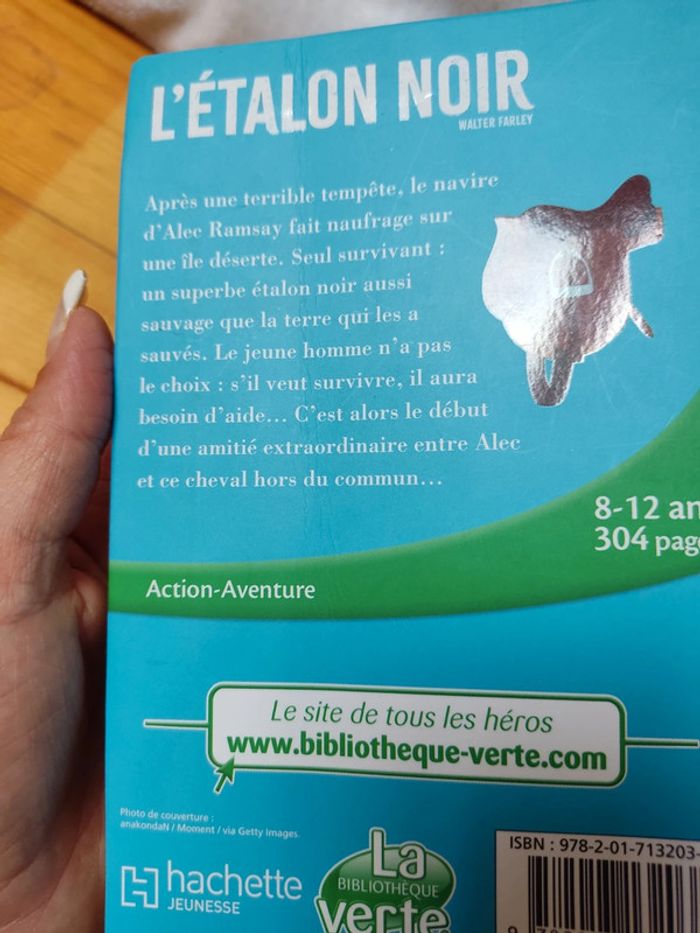 L'ÉTALON NOIR
WALTER FARLEY
Après une terrible tempête, le navire
d'Alec Ramsay fait naufrage sur
une île déserte. Seul survivant :
un superbe étalon noir aussi
sauvage que la terre qui les a
sauvés. Le jeune homme n'a pas
le choix : s'il veut survivre, il aura
besoin d'aide... C'est alors le début
d'une amitié extraordinaire entre Alec
et ce cheval hors du commun...
8-12 an
304 page
Action-Aventure
Le site de tous les héros
www.bibliotheque-verte.com
Photo de couverture :
anakondaN / Moment / via Getty Images.
hachette
JEUNESSE
La
BIBLIOTHÈQUE
verte
ISBN : 978-2-01-713203-